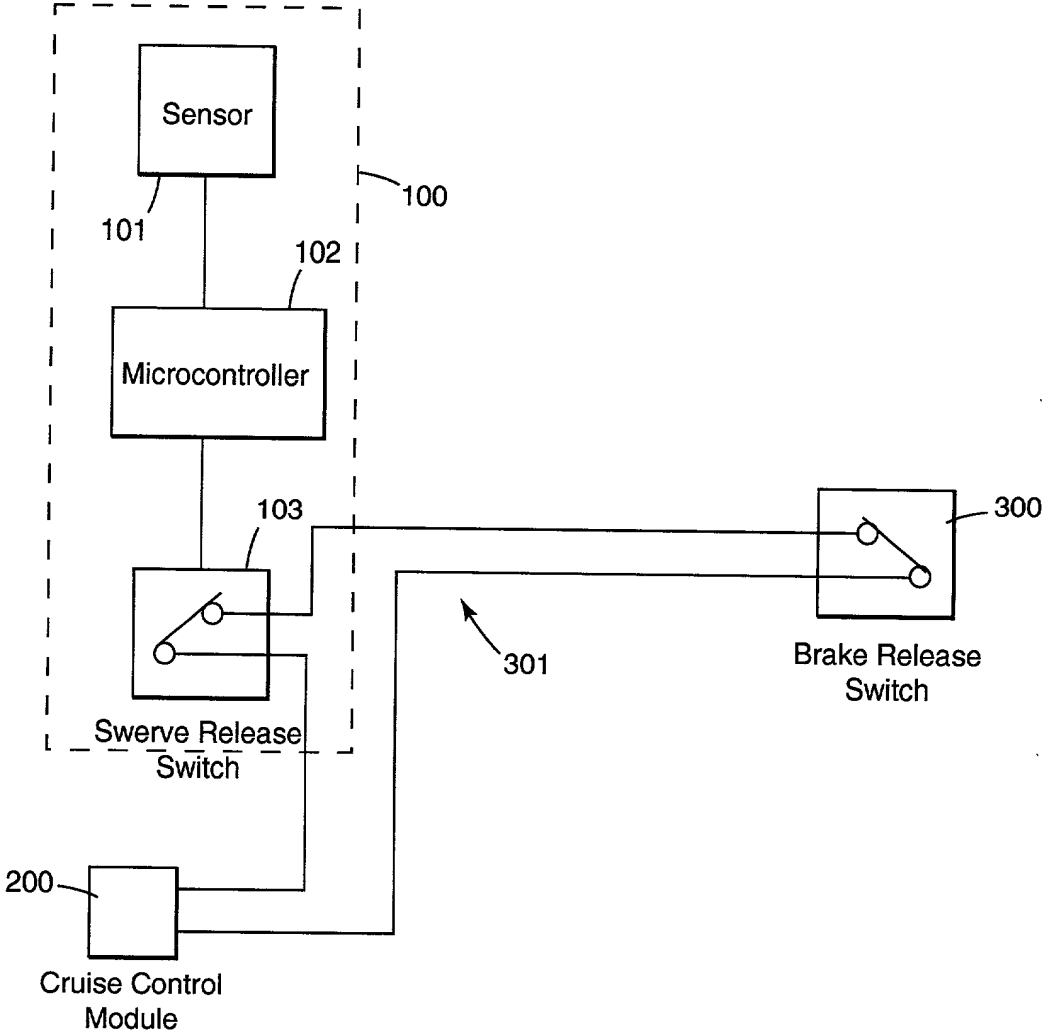 Sensor
100
101
102
Microcontroller
103
300
301
Brake Release
Switch
Swerve Release
Switch
200
Cruise Control
Module